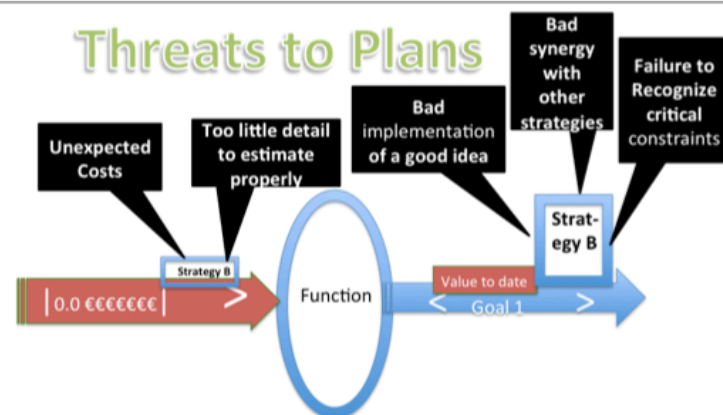 Threats to Plans
Unexpected
Costs
Too little detail
to estimate
properly
Bad
implementation
of a good idea
Bad
synergy
with
other
strategies
Failure to
Recognize
critical
constraints
Strategy B
|0.0 €€€€€€€| >
Function
Value to date
< Goal 1 >
Strat-
egy B